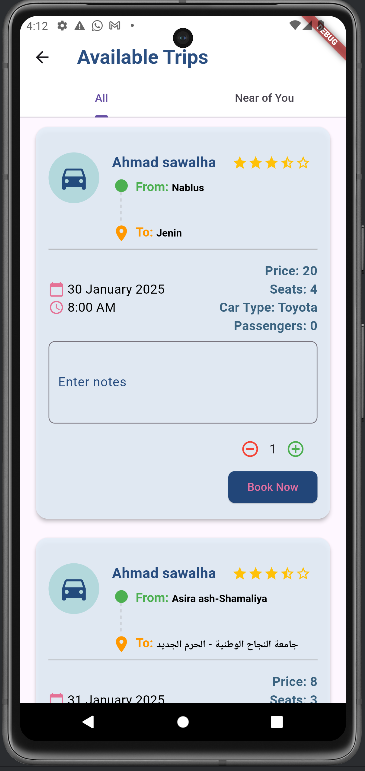 4:12
DEBUG
Available Trips
All
Near of You
Ahmad sawalha
From: Nablus
To: Jenin
Price: 20
30 January 2025
Seats: 4
8:00 AM
Car Type: Toyota
Passengers: 0
Enter notes
1
Book Now
Ahmad sawalha
From: Asira ash-Shamaliya
To: جامعة النجاح الوطنية - الحرم الجديد
Price: 8
31 January 2025
Seats: 3